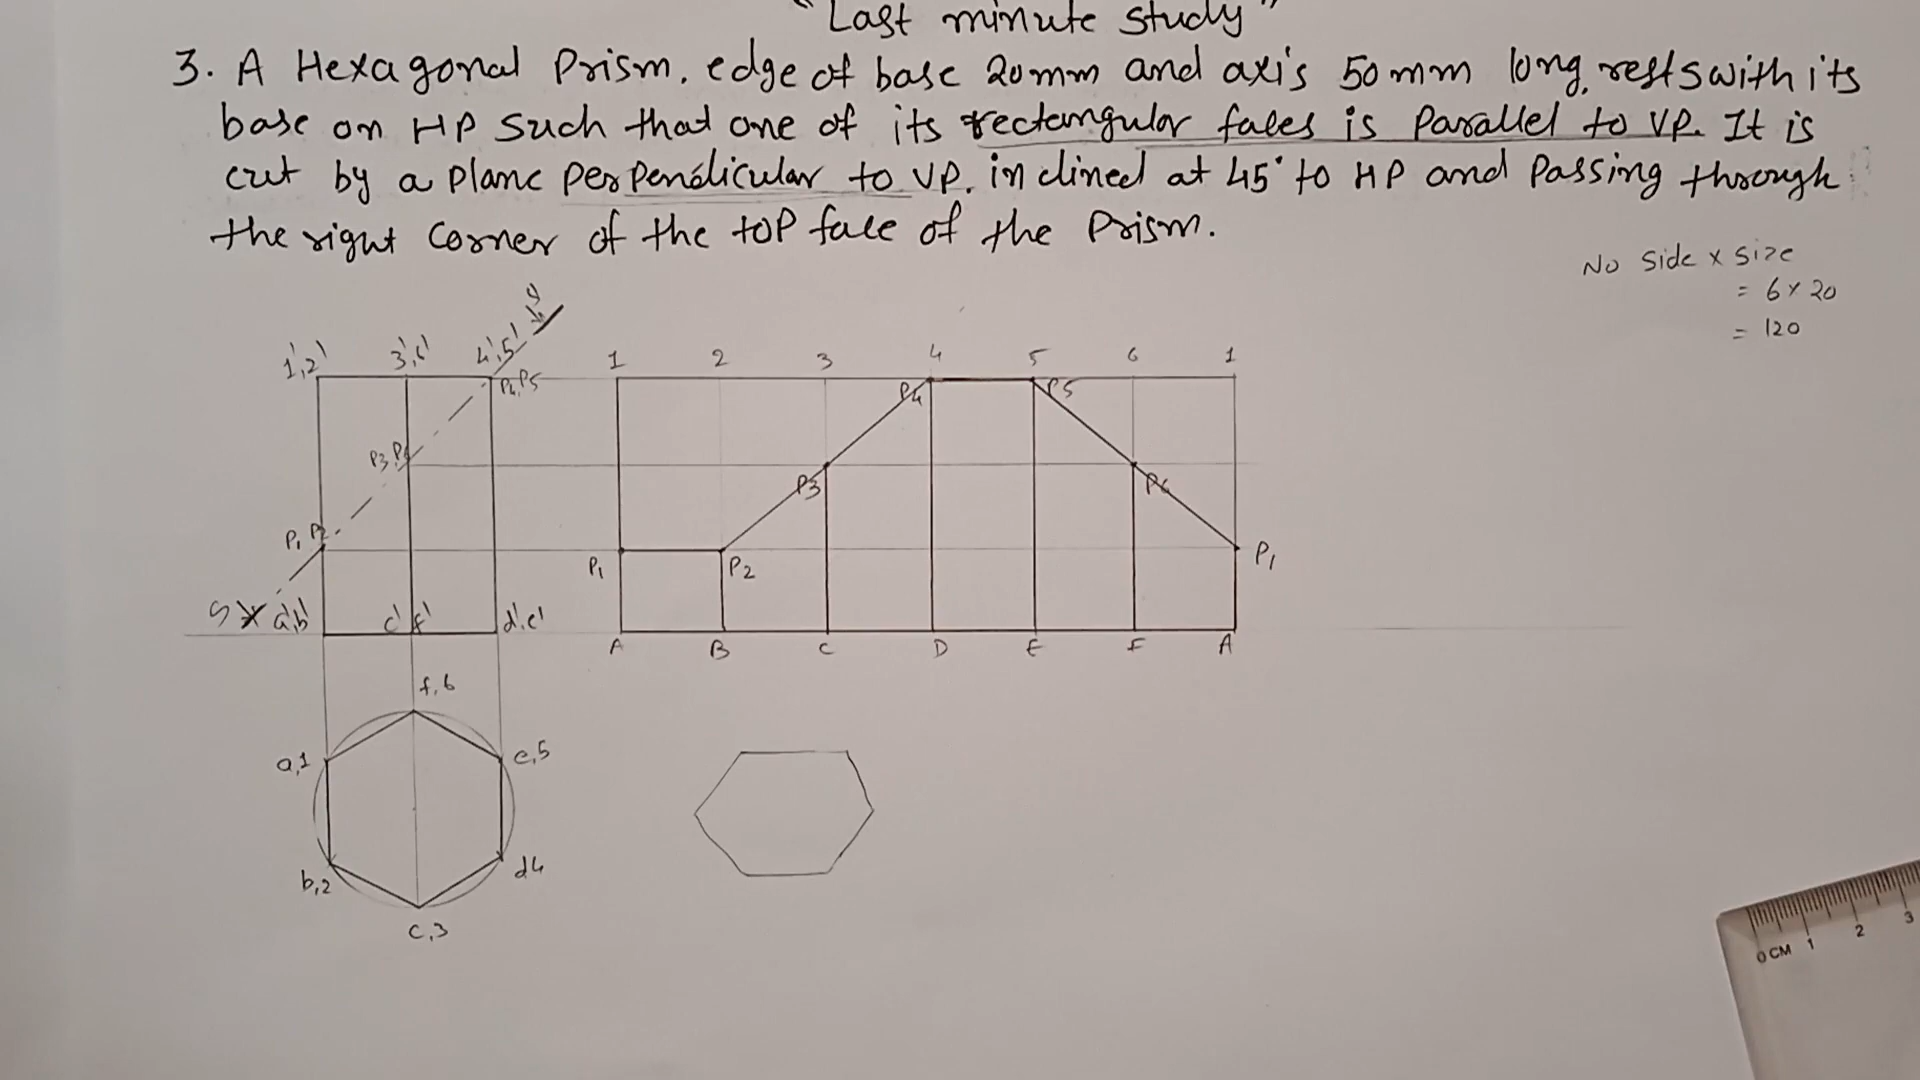 "Last minute study"
3. A Hexagonal Prism, edge of base 20mm and axis 50mm long, rests with its
base on HP such that one of its rectangular faces is parallel to VP. It is
cut by a plane perpendicular to VP, inclined at 45° to HP and passing through
the right corner of the top face of the Prism.
No side x size
= 6 x 20
= 120
1',2' 3',6' 4',5'
1 2 3 4 5 6 1
P4,P5 P4 P5
P3,P6 P3 P6
P1 P2
P1 P2 P1
S a',b' c' f' d',e'
A B C D E F A
f,6
a,1 e,5
b,2 d4
c,3
0 CM 1 2 3